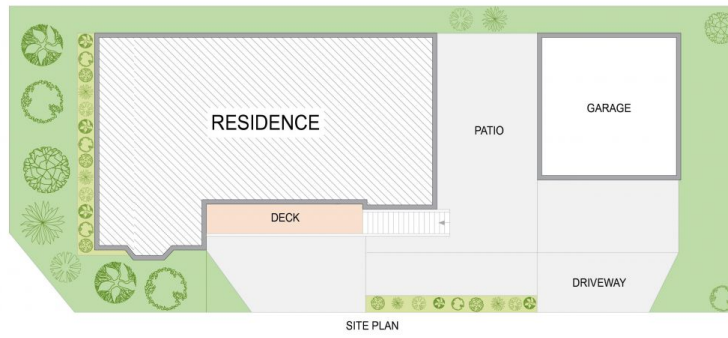 RESIDENCE
GARAGE
PATIO
DECK
DRIVEWAY
SITE PLAN